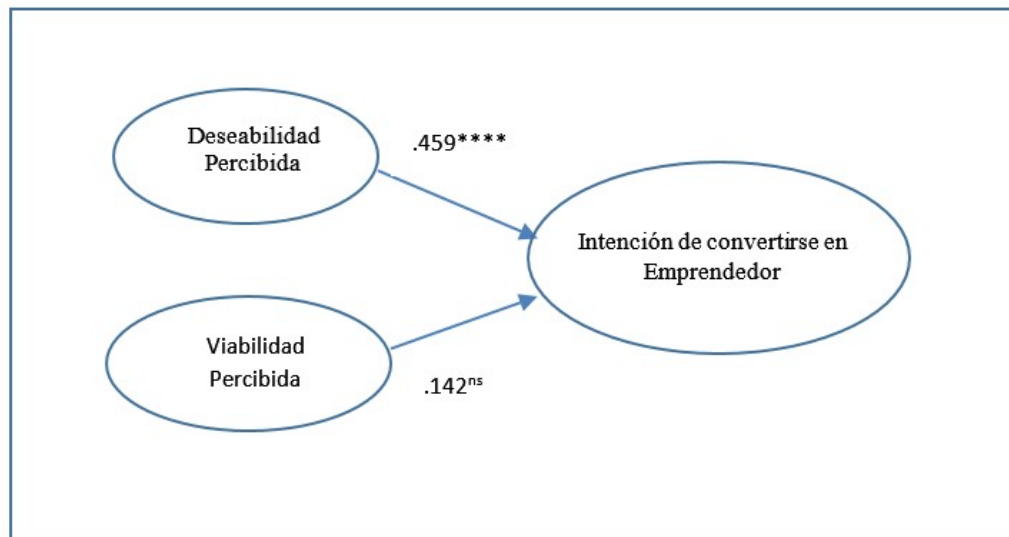 Deseabilidad
Percibida
.459****
Intención de convertirse en
Emprendedor
Viabilidad
Percibida
.142ns